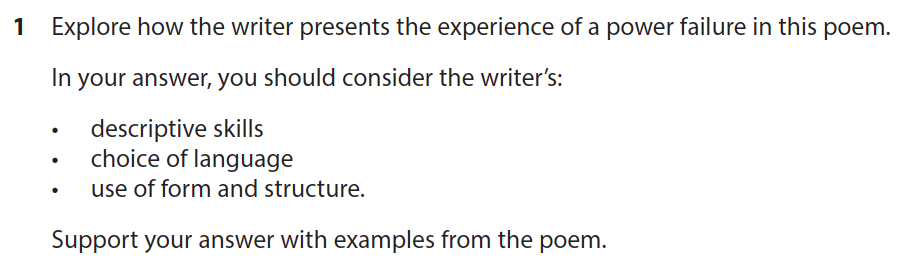 1 Explore how the writer presents the experience of a power failure in this poem.
In your answer, you should consider the writer’s:
• descriptive skills
• choice of language
• use of form and structure.
Support your answer with examples from the poem.